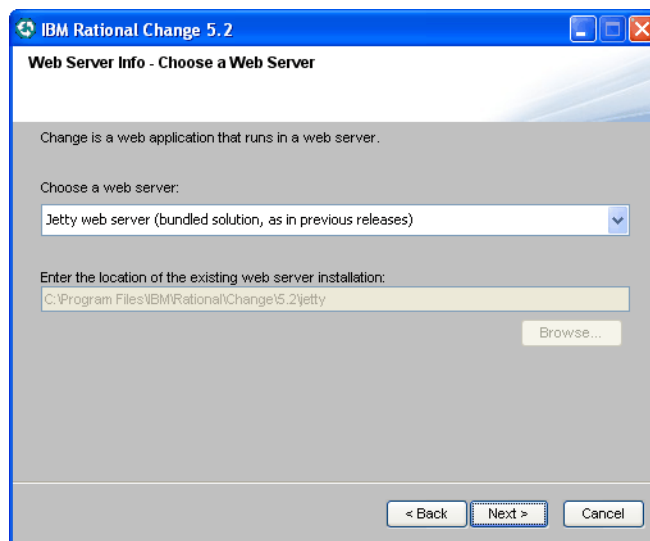 IBM Rational Change 5.2
Web Server Info - Choose a Web Server
Change is a web application that runs in a web server.
Choose a web server:
Jetty web server (bundled solution, as in previous releases)
Enter the location of the existing web server installation:
C:\Program Files\IBM\Rational\Change\5.2\jetty
Browse...
< Back Next > Cancel